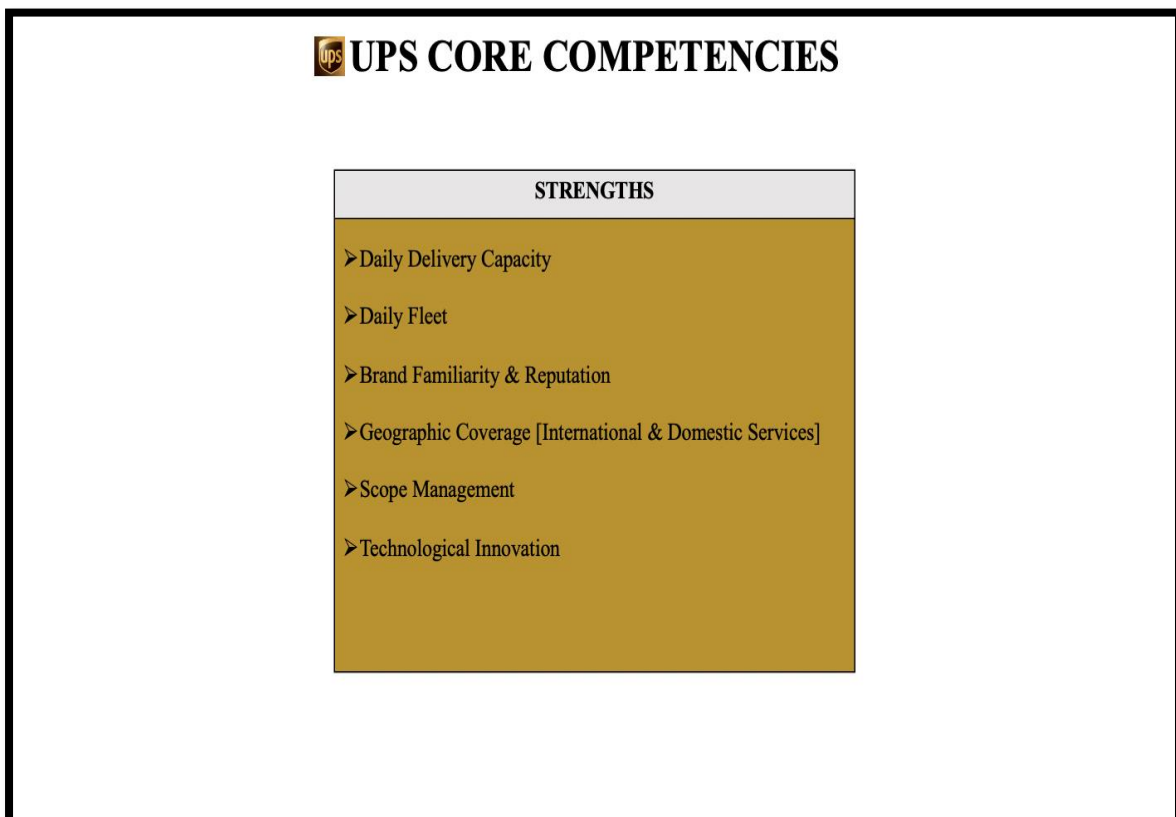 ups UPS CORE COMPETENCIES
STRENGTHS
➢Daily Delivery Capacity
➢Daily Fleet
➢Brand Familiarity & Reputation
➢Geographic Coverage [International & Domestic Services]
➢Scope Management
➢Technological Innovation